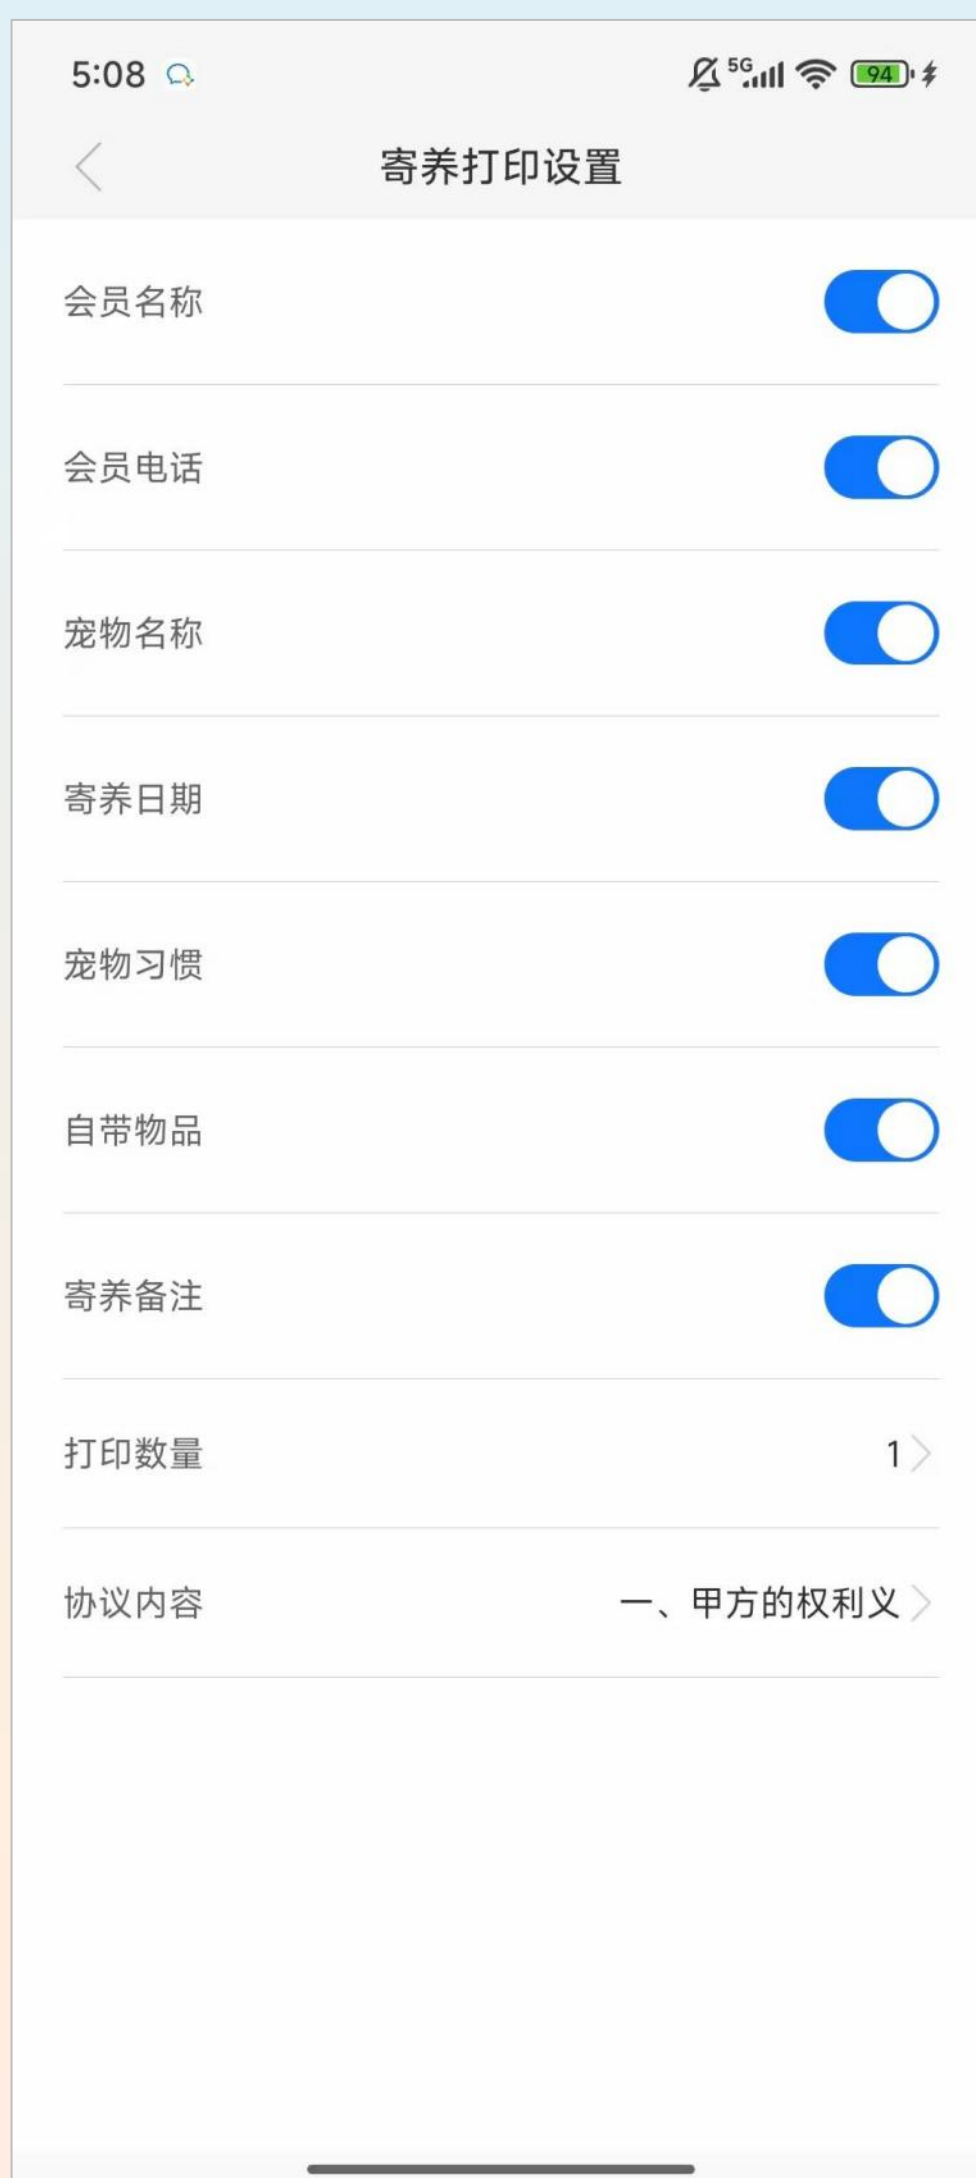 5:08
5G
94
寄养打印设置
会员名称
会员电话
宠物名称
寄养日期
宠物习惯
自带物品
寄养备注
打印数量 1
协议内容 一、甲方的权利义